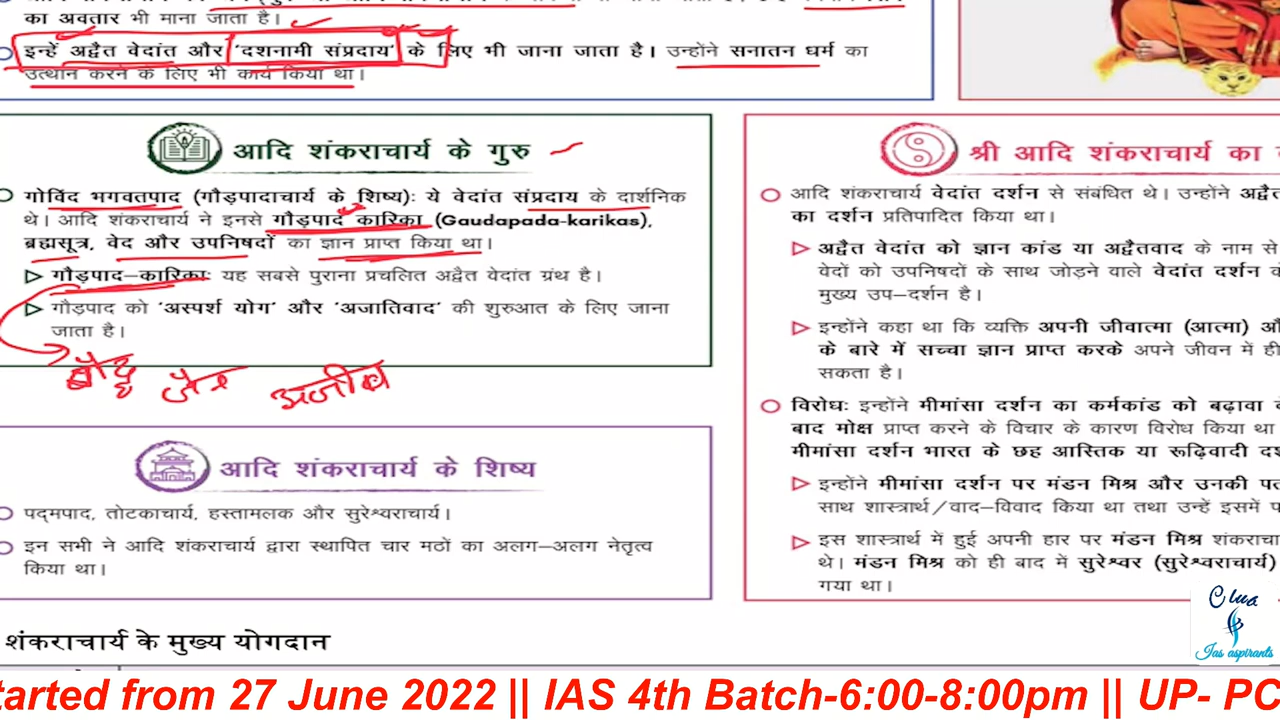 का अवतार भी माना जाता है।
इन्हें अद्वैत वेदांत और 'दशनामी संप्रदाय' के लिए भी जाना जाता है। उन्होंने सनातन धर्म का
उत्थान करने के लिए भी कार्य किया था।
आदि शंकराचार्य के गुरु
गोविंद भगवतपाद (गौड़पादाचार्य के शिष्य): ये वेदांत संप्रदाय के दार्शनिक
थे। आदि शंकराचार्य ने इनसे गौड़पाद कारिका (Gaudapada-karikas),
ब्रह्मसूत्र, वेद और उपनिषदों का ज्ञान प्राप्त किया था।
गौड़पाद–कारिका: यह सबसे पुराना प्रचलित अद्वैत वेदांत ग्रंथ है।
गौड़पाद को 'अस्पर्श योग' और 'अजातिवाद' की शुरुआत के लिए जाना
जाता है।
बौद्ध जैन अजीव
आदि शंकराचार्य के शिष्य
पद्मपाद, तोटकाचार्य, हस्तामलक और सुरेश्वराचार्य।
इन सभी ने आदि शंकराचार्य द्वारा स्थापित चार मठों का अलग–अलग नेतृत्व
किया था।
श्री आदि शंकराचार्य का
आदि शंकराचार्य वेदांत दर्शन से संबंधित थे। उन्होंने
का दर्शन प्रतिपादित किया था।
अद्वैत वेदांत को ज्ञान कांड या अद्वैतवाद के नाम से
वेदों को उपनिषदों के साथ जोड़ने वाले वेदांत दर्शन
मुख्य उप–दर्शन है।
इन्होंने कहा था कि व्यक्ति अपनी जीवात्मा (आत्मा)
के बारे में सच्चा ज्ञान प्राप्त करके अपने जीवन में ही
सकता है।
विरोध: इन्होंने मीमांसा दर्शन का कर्मकांड को बढ़ावा
बाद मोक्ष प्राप्त करने के विचार के कारण विरोध किया था
मीमांसा दर्शन भारत के छह आस्तिक या रूढ़िवादी
इन्होंने मीमांसा दर्शन पर मंडन मिश्र और उनकी
साथ शास्त्रार्थ/वाद–विवाद किया था तथा उन्हें इसमें
इस शास्त्रार्थ में हुई अपनी हार पर मंडन मिश्र
थे। मंडन मिश्र को ही बाद में सुरेश्वर (सुरेश्वराचार्य)
गया था।
शंकराचार्य के मुख्य योगदान
Ias aspirants
tarted from 27 June 2022 || IAS 4th Batch-6:00-8:00pm || UP- PC